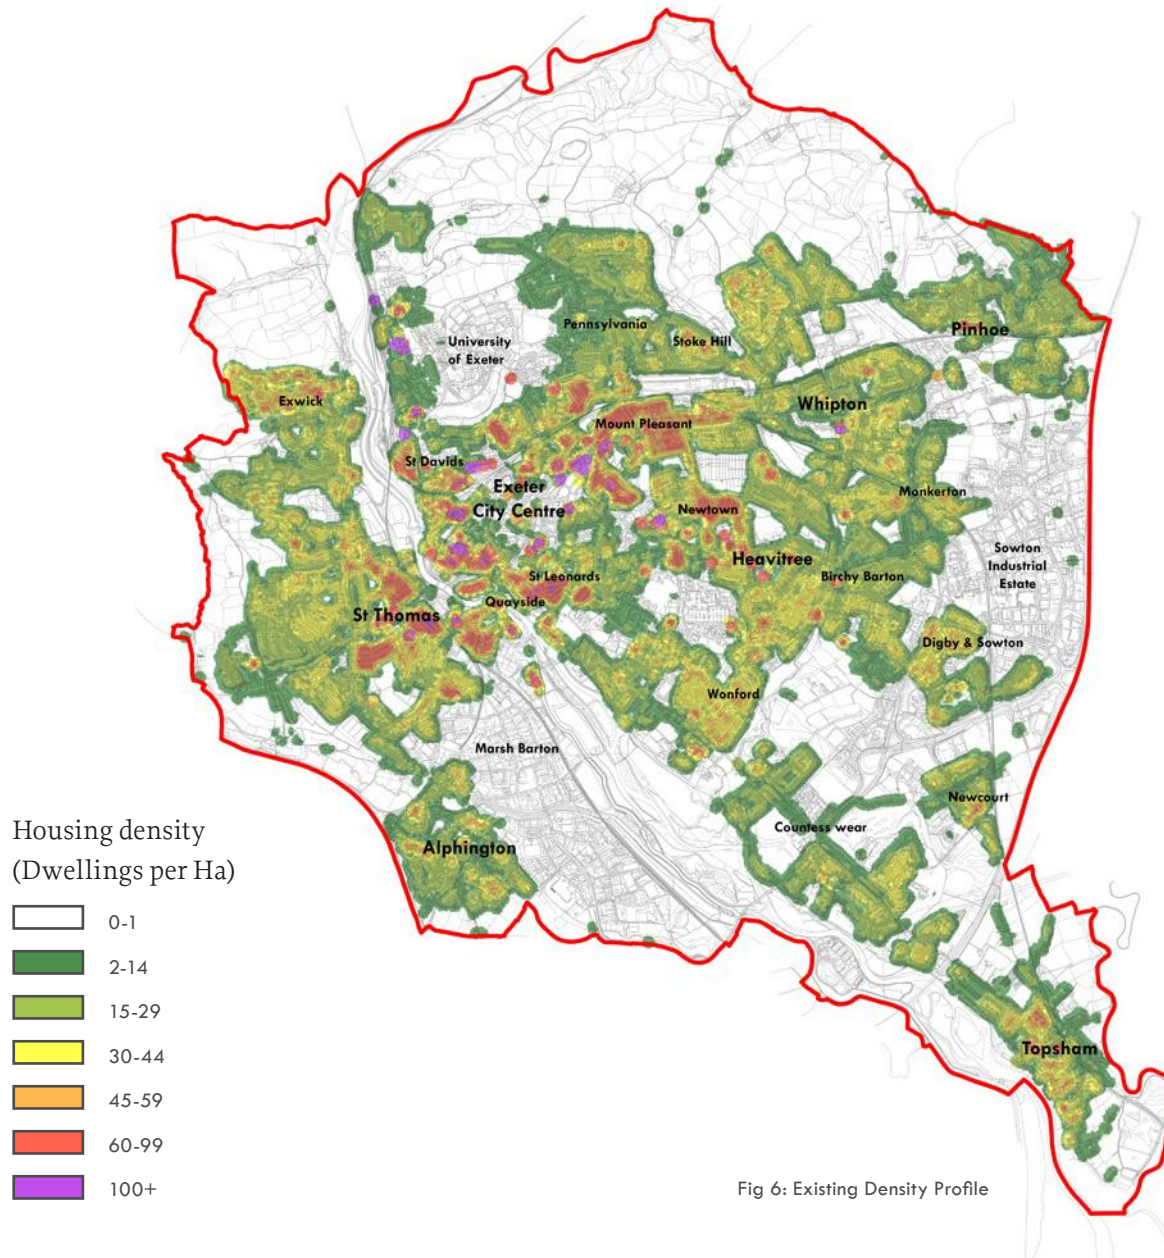 Pennsylvania
University
of Exeter
Stoke Hill
Pinhoe
Exwick
Whipton
Mount Pleasant
St Davids
Exeter
City Centre
Monkerton
Newtown
Heavitree
Sowton
Industrial
Estate
St Leonards
Birchy Barton
Quayside
St Thomas
Digby & Sowton
Wonford
Marsh Barton
Newcourt
Countess wear
Alphington
Topsham
Housing density
(Dwellings per Ha)
0-1
2-14
15-29
30-44
45-59
60-99
100+
Fig 6: Existing Density Profile